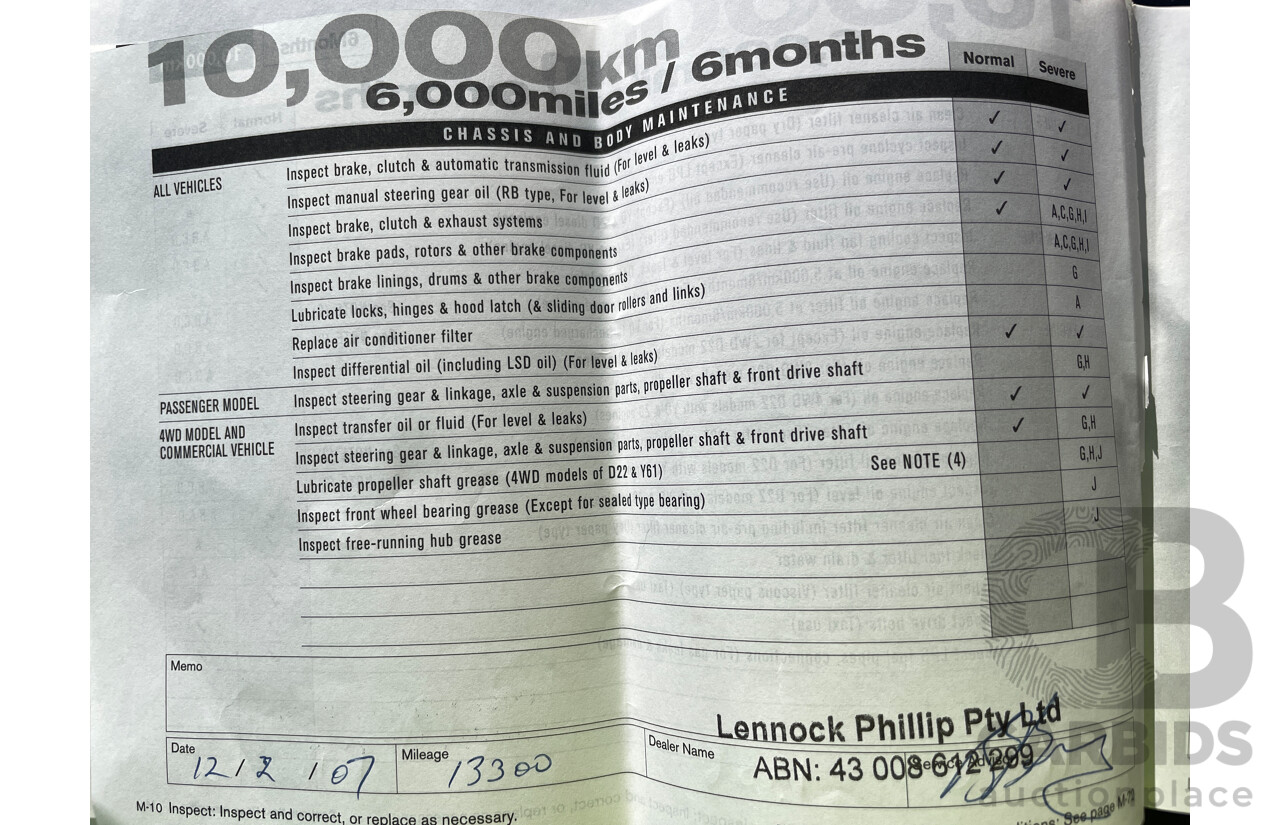 10,000km
6,000miles / 6months
Normal
Severe
CHASSIS AND BODY MAINTENANCE
ALL VEHICLES
Inspect brake, clutch & automatic transmission fluid (For level & leaks) ✓ ✓
Inspect manual steering gear oil (RB type, For level & leaks) ✓ ✓
Inspect brake, clutch & exhaust systems ✓ ✓
Inspect brake pads, rotors & other brake components ✓ A,C,G,H,I
Inspect brake linings, drums & other brake components A,C,G,H,I
Lubricate locks, hinges & hood latch (& sliding door rollers and links) G
Replace air conditioner filter A
Inspect differential oil (including LSD oil) (For level & leaks) ✓ ✓
PASSENGER MODEL
Inspect steering gear & linkage, axle & suspension parts, propeller shaft & front drive shaft G,H
4WD MODEL AND
COMMERCIAL VEHICLE
Inspect transfer oil or fluid (For level & leaks) ✓ ✓
Inspect steering gear & linkage, axle & suspension parts, propeller shaft & front drive shaft ✓ G,H
Lubricate propeller shaft grease (4WD models of D22 & Y61) See NOTE (4) G,H,J
Inspect front wheel bearing grease (Except for sealed type bearing) J
Inspect free-running hub grease J
Memo
Date 12 / 2 / 07
Mileage 13300
Dealer Name
Lennock Phillip Pty Ltd
ABN: 43 008 612 299
Service Advisor
M-10 Inspect: Inspect and correct, or replace as necessary.
See page M-
BIDS
auctionplace